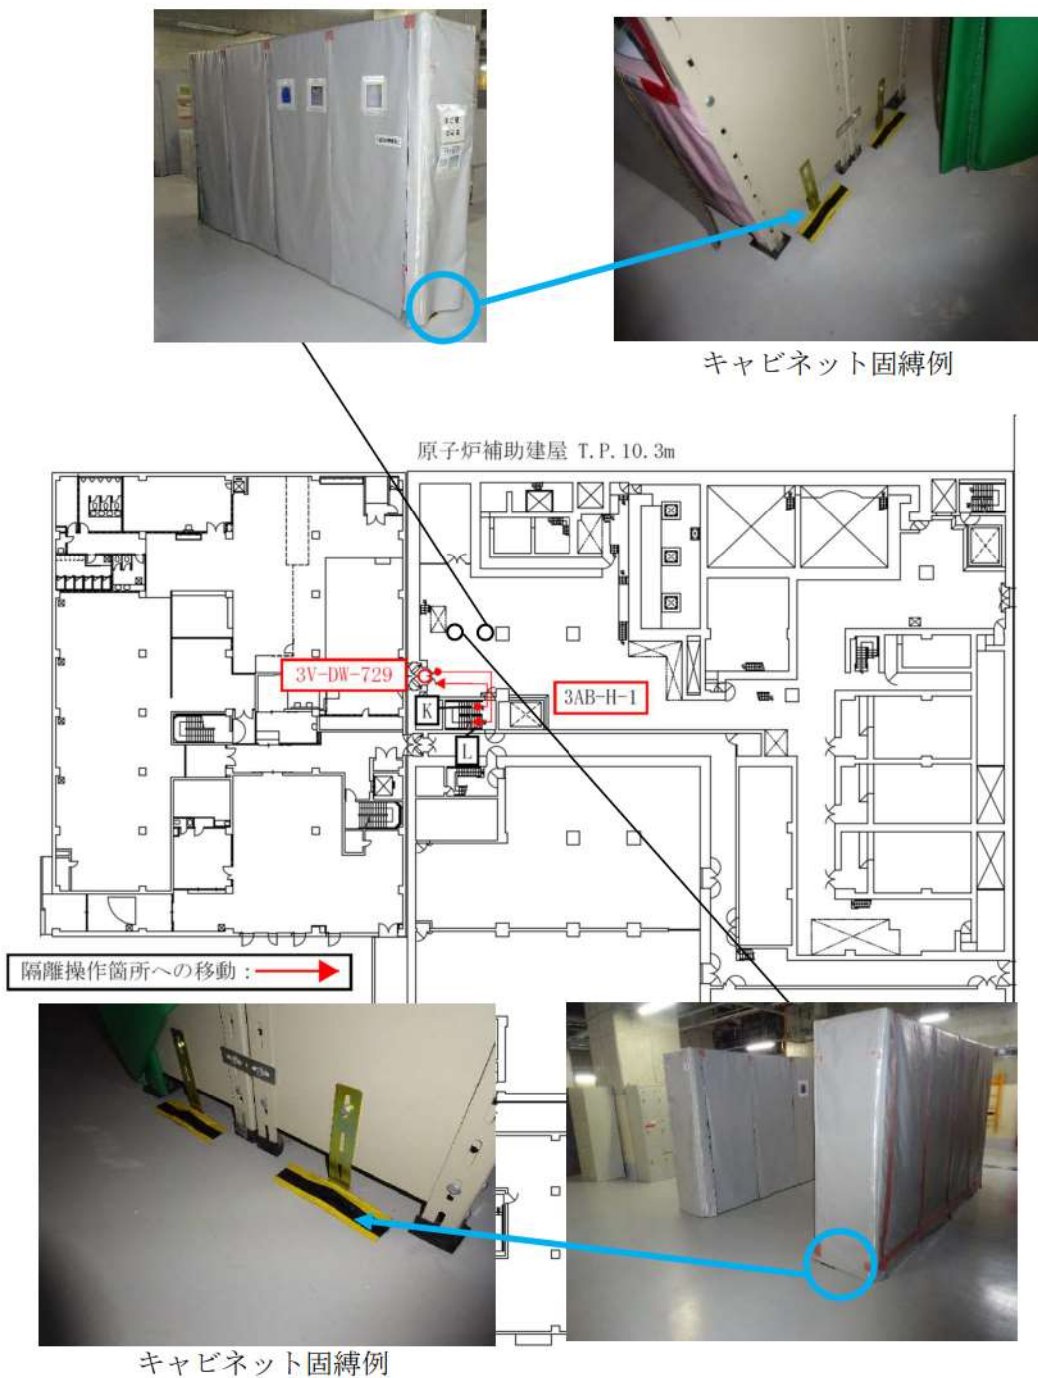 キャビネット固縛例
原子炉補助建屋 T.P.10.3m
3V-DW-729
3AB-H-1
K
L
隔離操作箇所への移動：
キャビネット固縛例